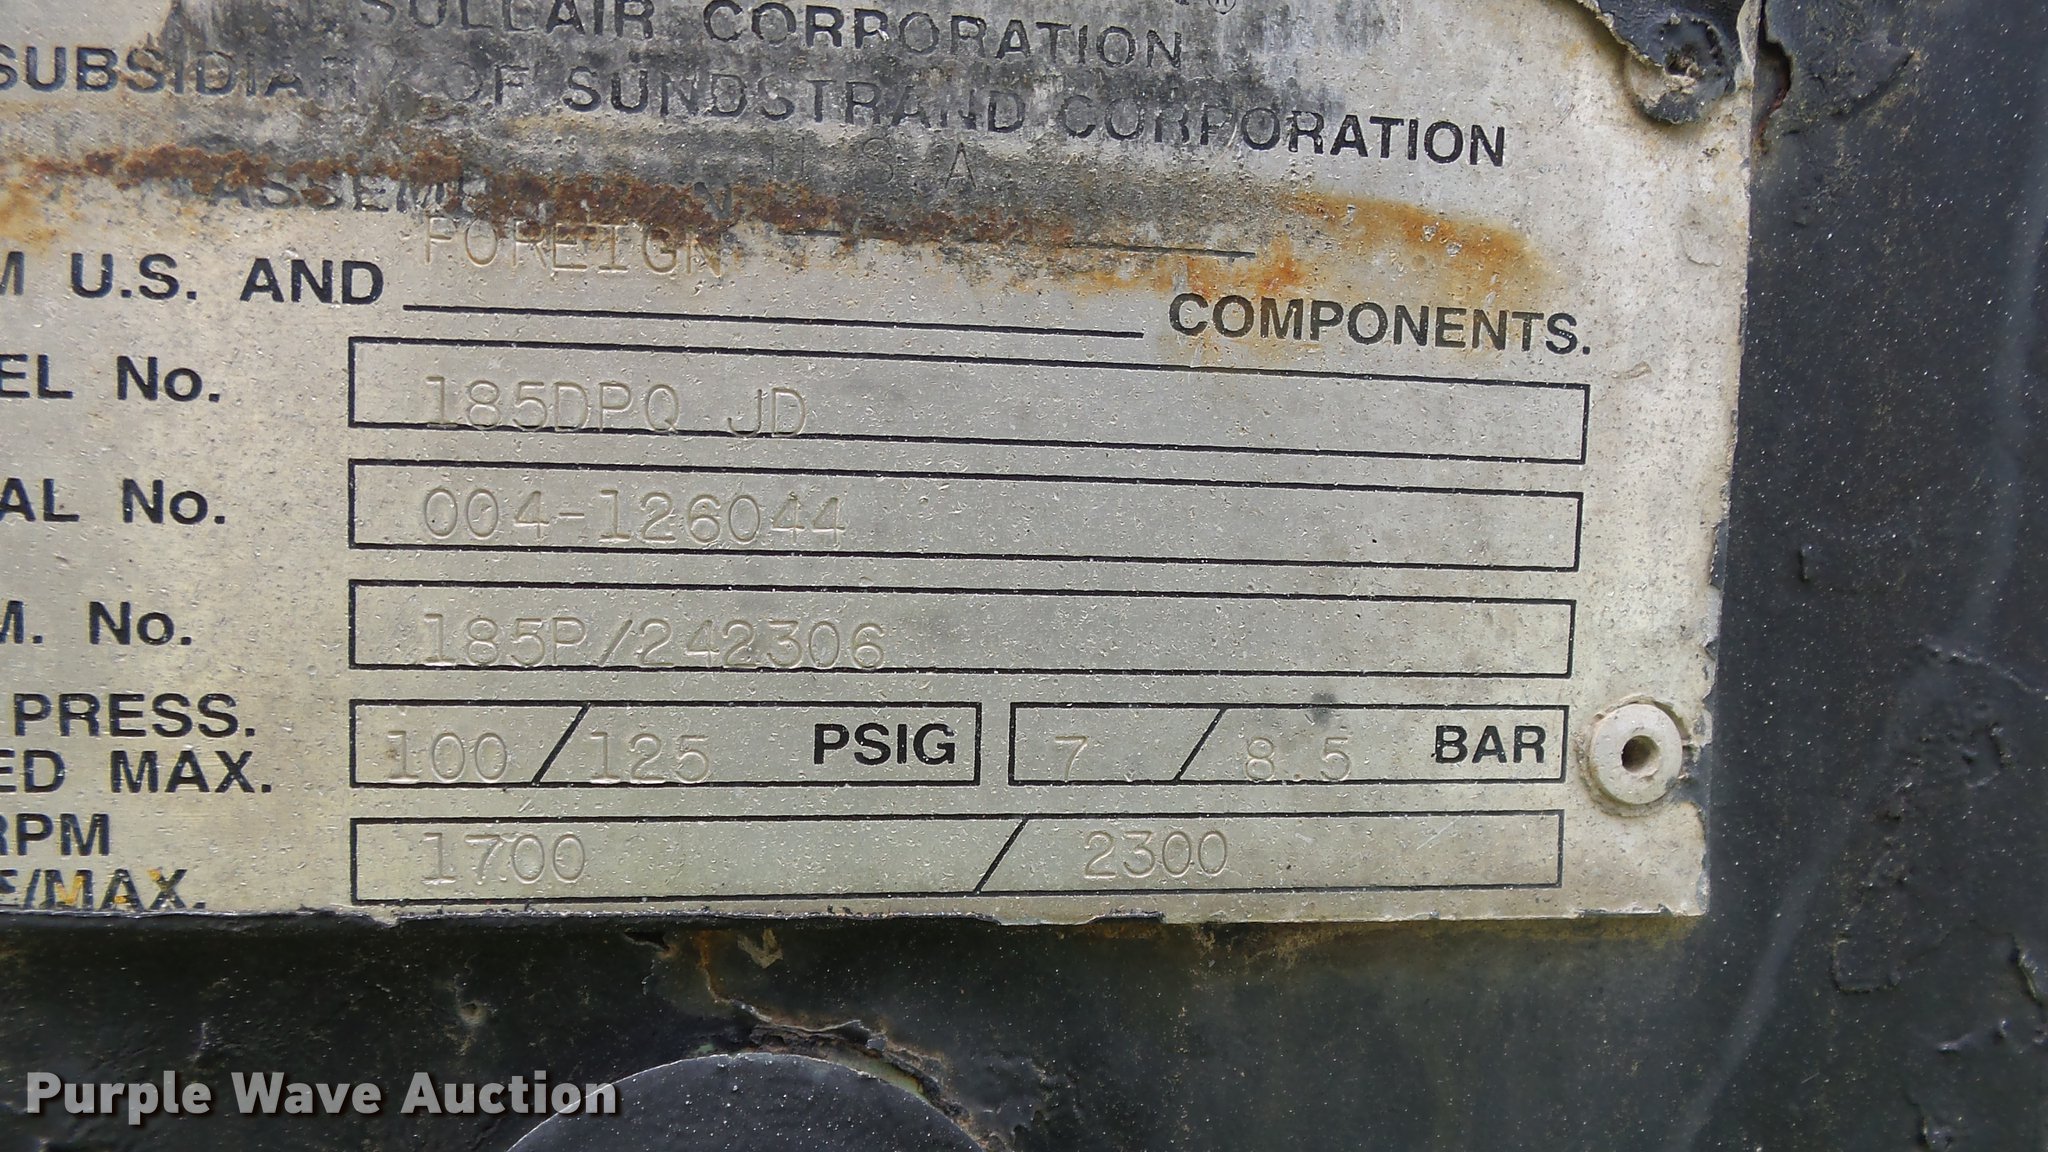 SULLAIR CORPORATION
SUBSIDIARY OF SUNDSTRAND CORPORATION
U S A
M U.S. AND FOREIGN COMPONENTS.
EL No. 185DPQ JD
AL No. 004-126044
M. No. 185P/242306
PRESS.
ED MAX. 100 / 125 PSIG 7 / 8.5 BAR
RPM
E/MAX. 1700 / 2300
Purple Wave Auction